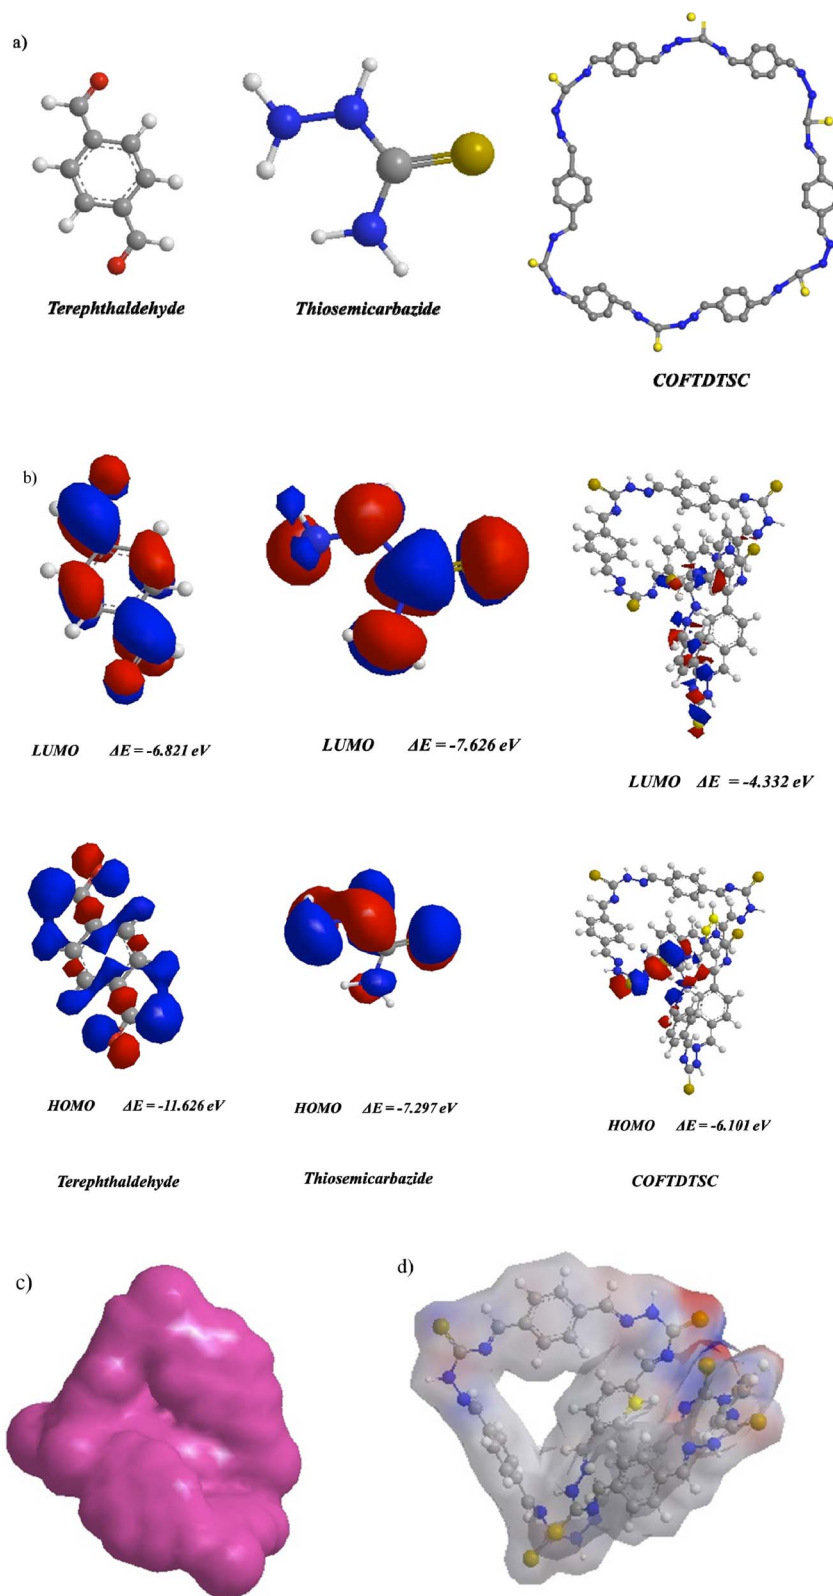 a)
Terephthaldehyde
Thiosemicarbazide
COFTDTSC
b)
LUMO ΔE = -6.821 eV
LUMO ΔE = -7.626 eV
LUMO ΔE = -4.332 eV
HOMO ΔE = -11.626 eV
HOMO ΔE = -7.297 eV
HOMO ΔE = -6.101 eV
Terephthaldehyde
Thiosemicarbazide
COFTDTSC
c)
d)